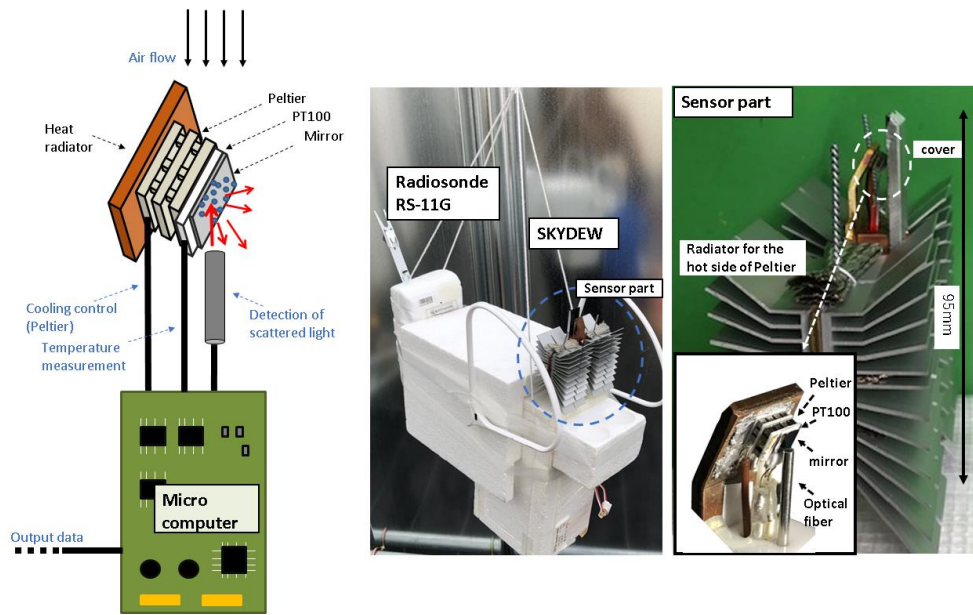 Air flow
Peltier
PT100
Mirror
Heat
radiator
Cooling control
(Peltier)
Temperature
measurement
Detection of
scattered light
Micro
computer
Output data
Radiosonde
RS-11G
SKYDEW
Sensor part
Sensor part
cover
Radiator for the
hot side of Peltier
95mm
Peltier
PT100
mirror
Optical
fiber